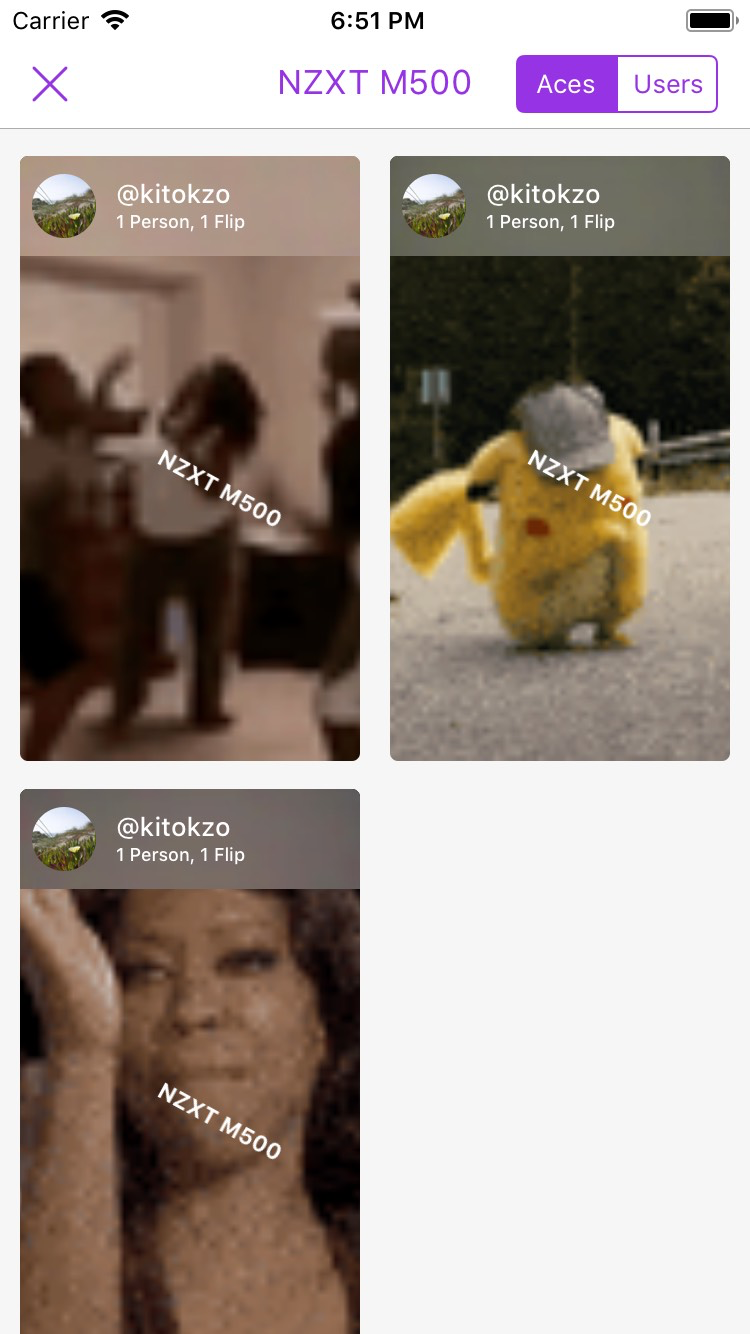 Carrier 6:51 PM
NZXT M500 Aces Users
@kitokzo
1 Person, 1 Flip
NZXT M500
@kitokzo
1 Person, 1 Flip
NZXT M500
@kitokzo
1 Person, 1 Flip
NZXT M500